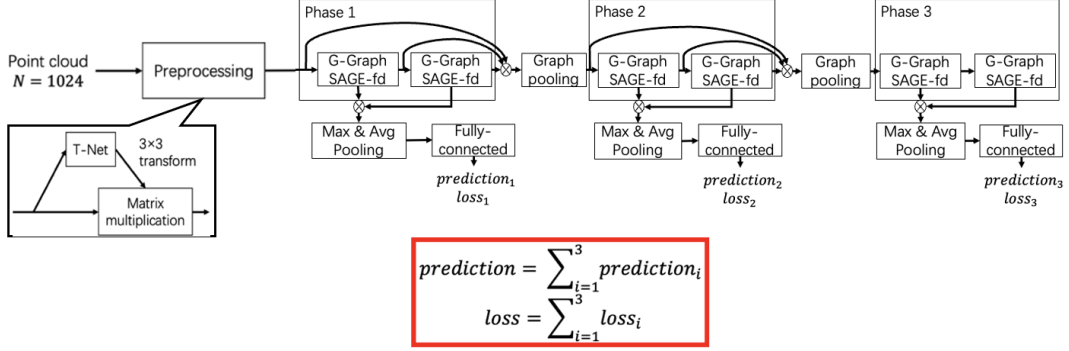 Phase 1
Phase 2
Phase 3
Point cloud
N = 1024
Preprocessing
G-Graph
SAGE-fd
G-Graph
SAGE-fd
Graph
pooling
G-Graph
SAGE-fd
G-Graph
SAGE-fd
Graph
pooling
G-Graph
SAGE-fd
G-Graph
SAGE-fd
Max & Avg
Pooling
Fully-
connected
prediction₁
loss₁
Max & Avg
Pooling
Fully-
connected
prediction₂
loss₂
Max & Avg
Pooling
Fully-
connected
prediction₃
loss₃
T-Net
3×3
transform
Matrix
multiplication
prediction = ∑³ᵢ₌₁ predictionᵢ
loss = ∑³ᵢ₌₁ lossᵢ